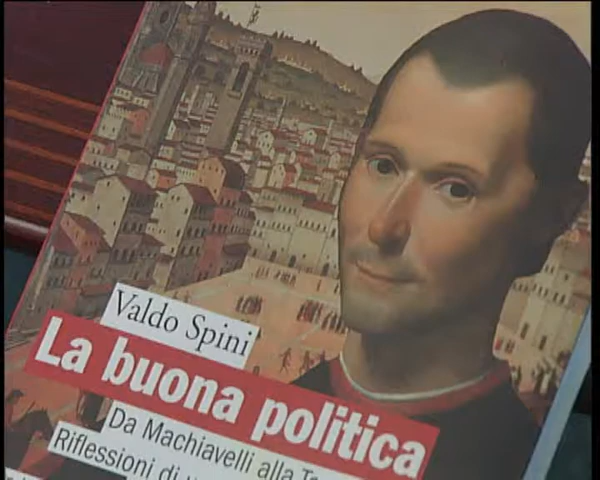 Valdo Spini
La buona politica
Da Machiavelli alla
Riflessioni di